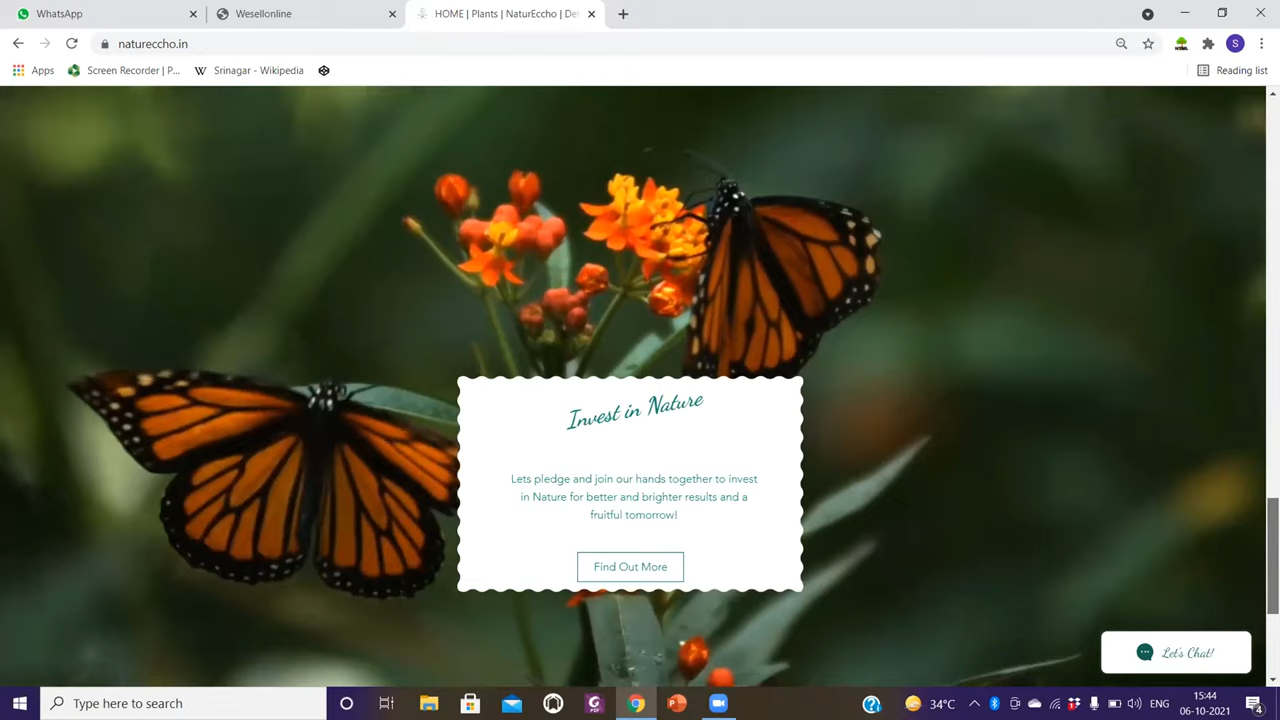 WhatsApp
Wesellonline
HOME | Plants | NaturEccho | De
natureccho.in
Apps
Screen Recorder | P...
Srinagar - Wikipedia
Reading list
Invest in Nature
Lets pledge and join our hands together to invest
in Nature for better and brighter results and a
fruitful tomorrow!
Find Out More
Let's Chat!
Type here to search
34°C
ENG
15:44
06-10-2021
4